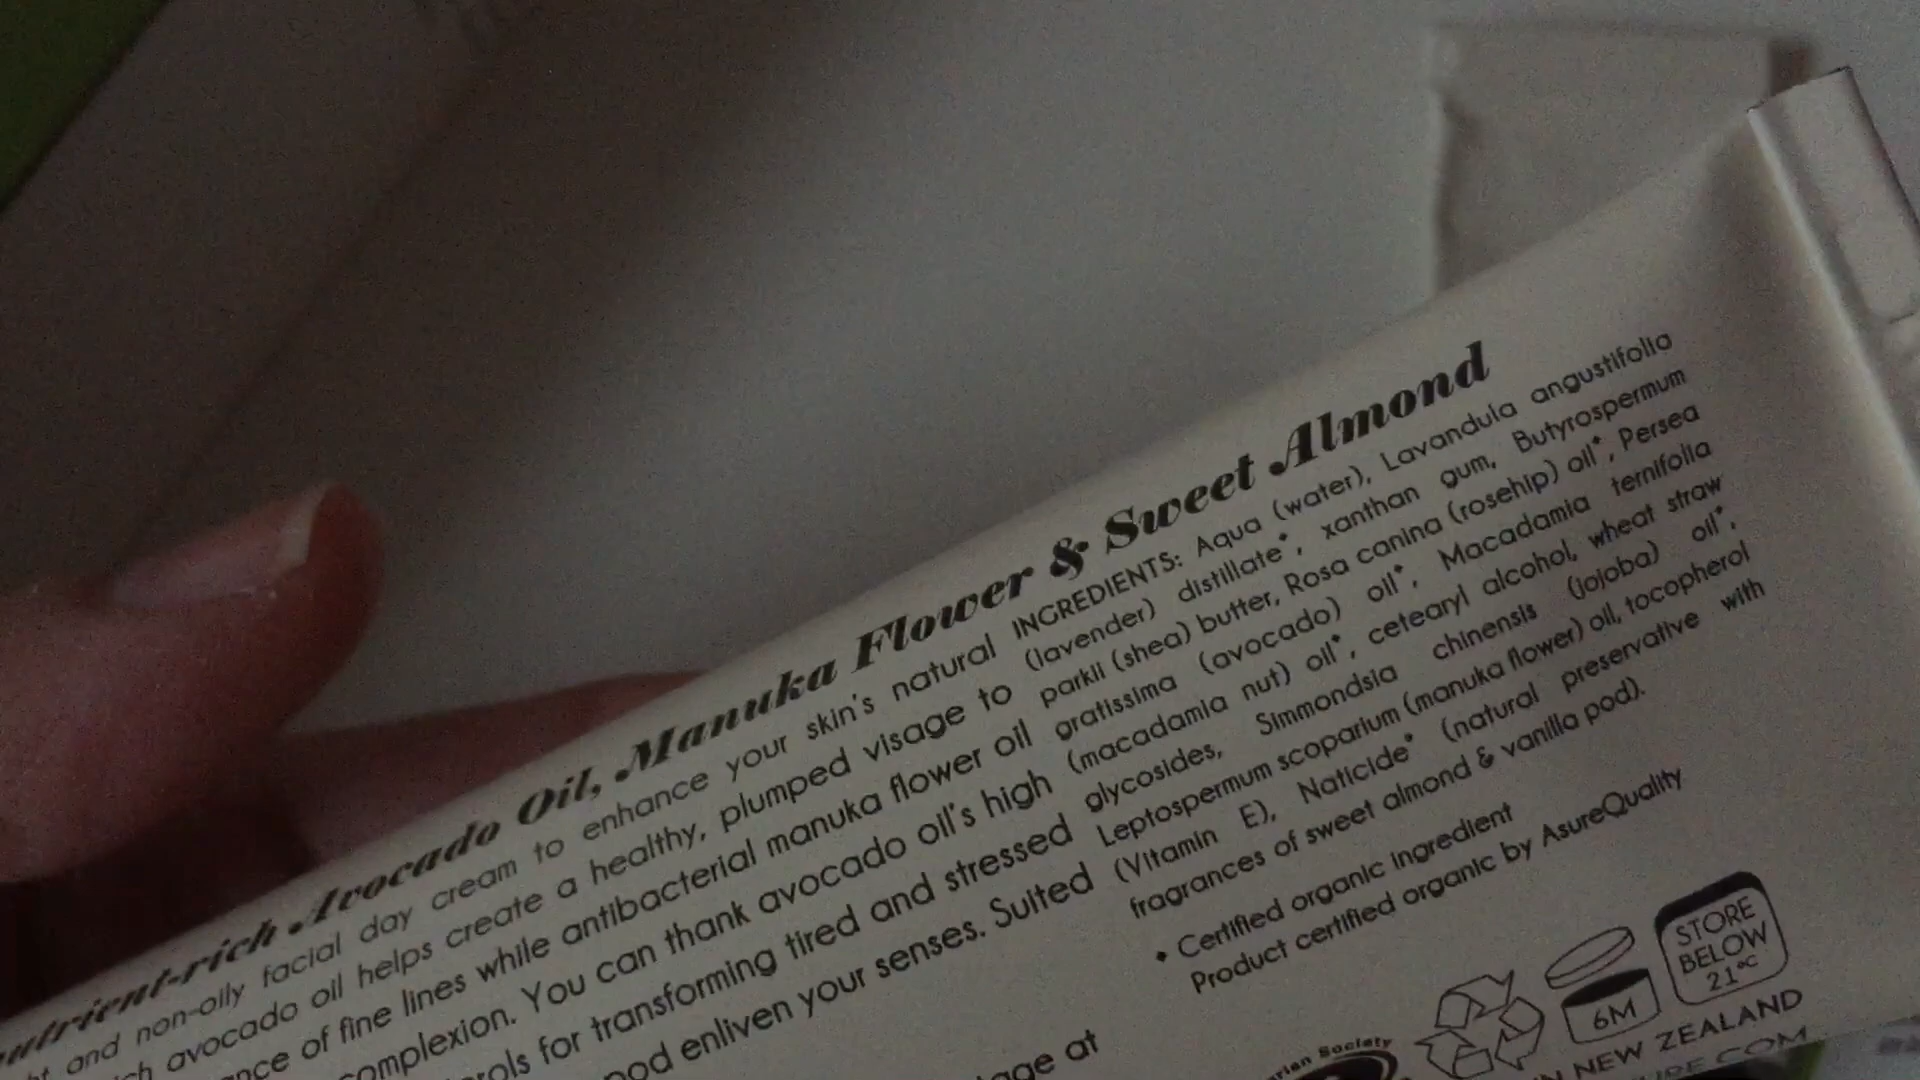 utrient-rich Avocado Oil, Manuka Flower & Sweet Almond
and non-oily facial day cream to enhance your skin's natural
avocado oil helps create a healthy, plumped visage to
of fine lines while antibacterial manuka flower oil
complexion. You can thank avocado oil's high
for transforming tired and stressed
enliven your senses. Suited
at
INGREDIENTS: Aqua (water), Lavandula angustifolia
(lavender) distillate*, xanthan gum, Butyrospermum
parkii (shea) butter, Rosa canina (rosehip) oil*, Persea
gratissima (avocado) oil*, Macadamia ternifolia
(macadamia nut) oil*, cetearyl alcohol, wheat straw
glycosides, Simmondsia chinensis (jojoba) oil*,
Leptospermum scoparium (manuka flower) oil, tocopherol
(Vitamin E), Naticide* (natural preservative with
fragrances of sweet almond & vanilla pod).
* Certified organic ingredient
Product certified organic by AsureQuality
STORE
BELOW
21°C
6M
Society
NEW ZEALAND